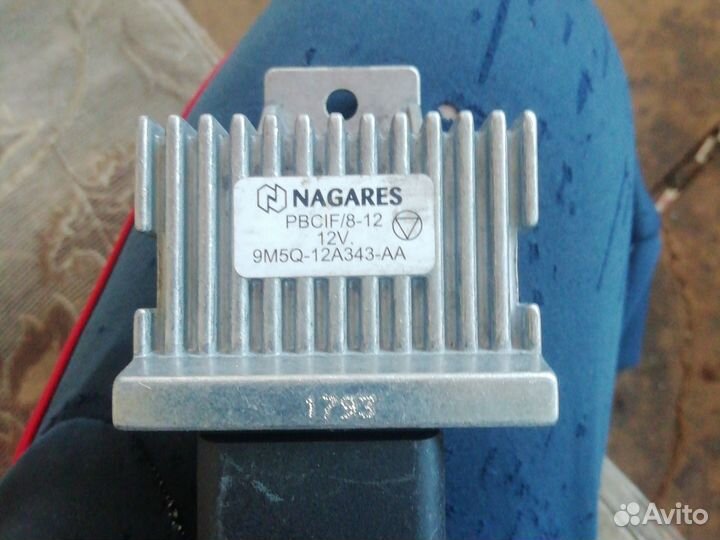 NAGARES
PBCIF/8-12
12V.
9M5Q-12A343-AA
1793
Avito